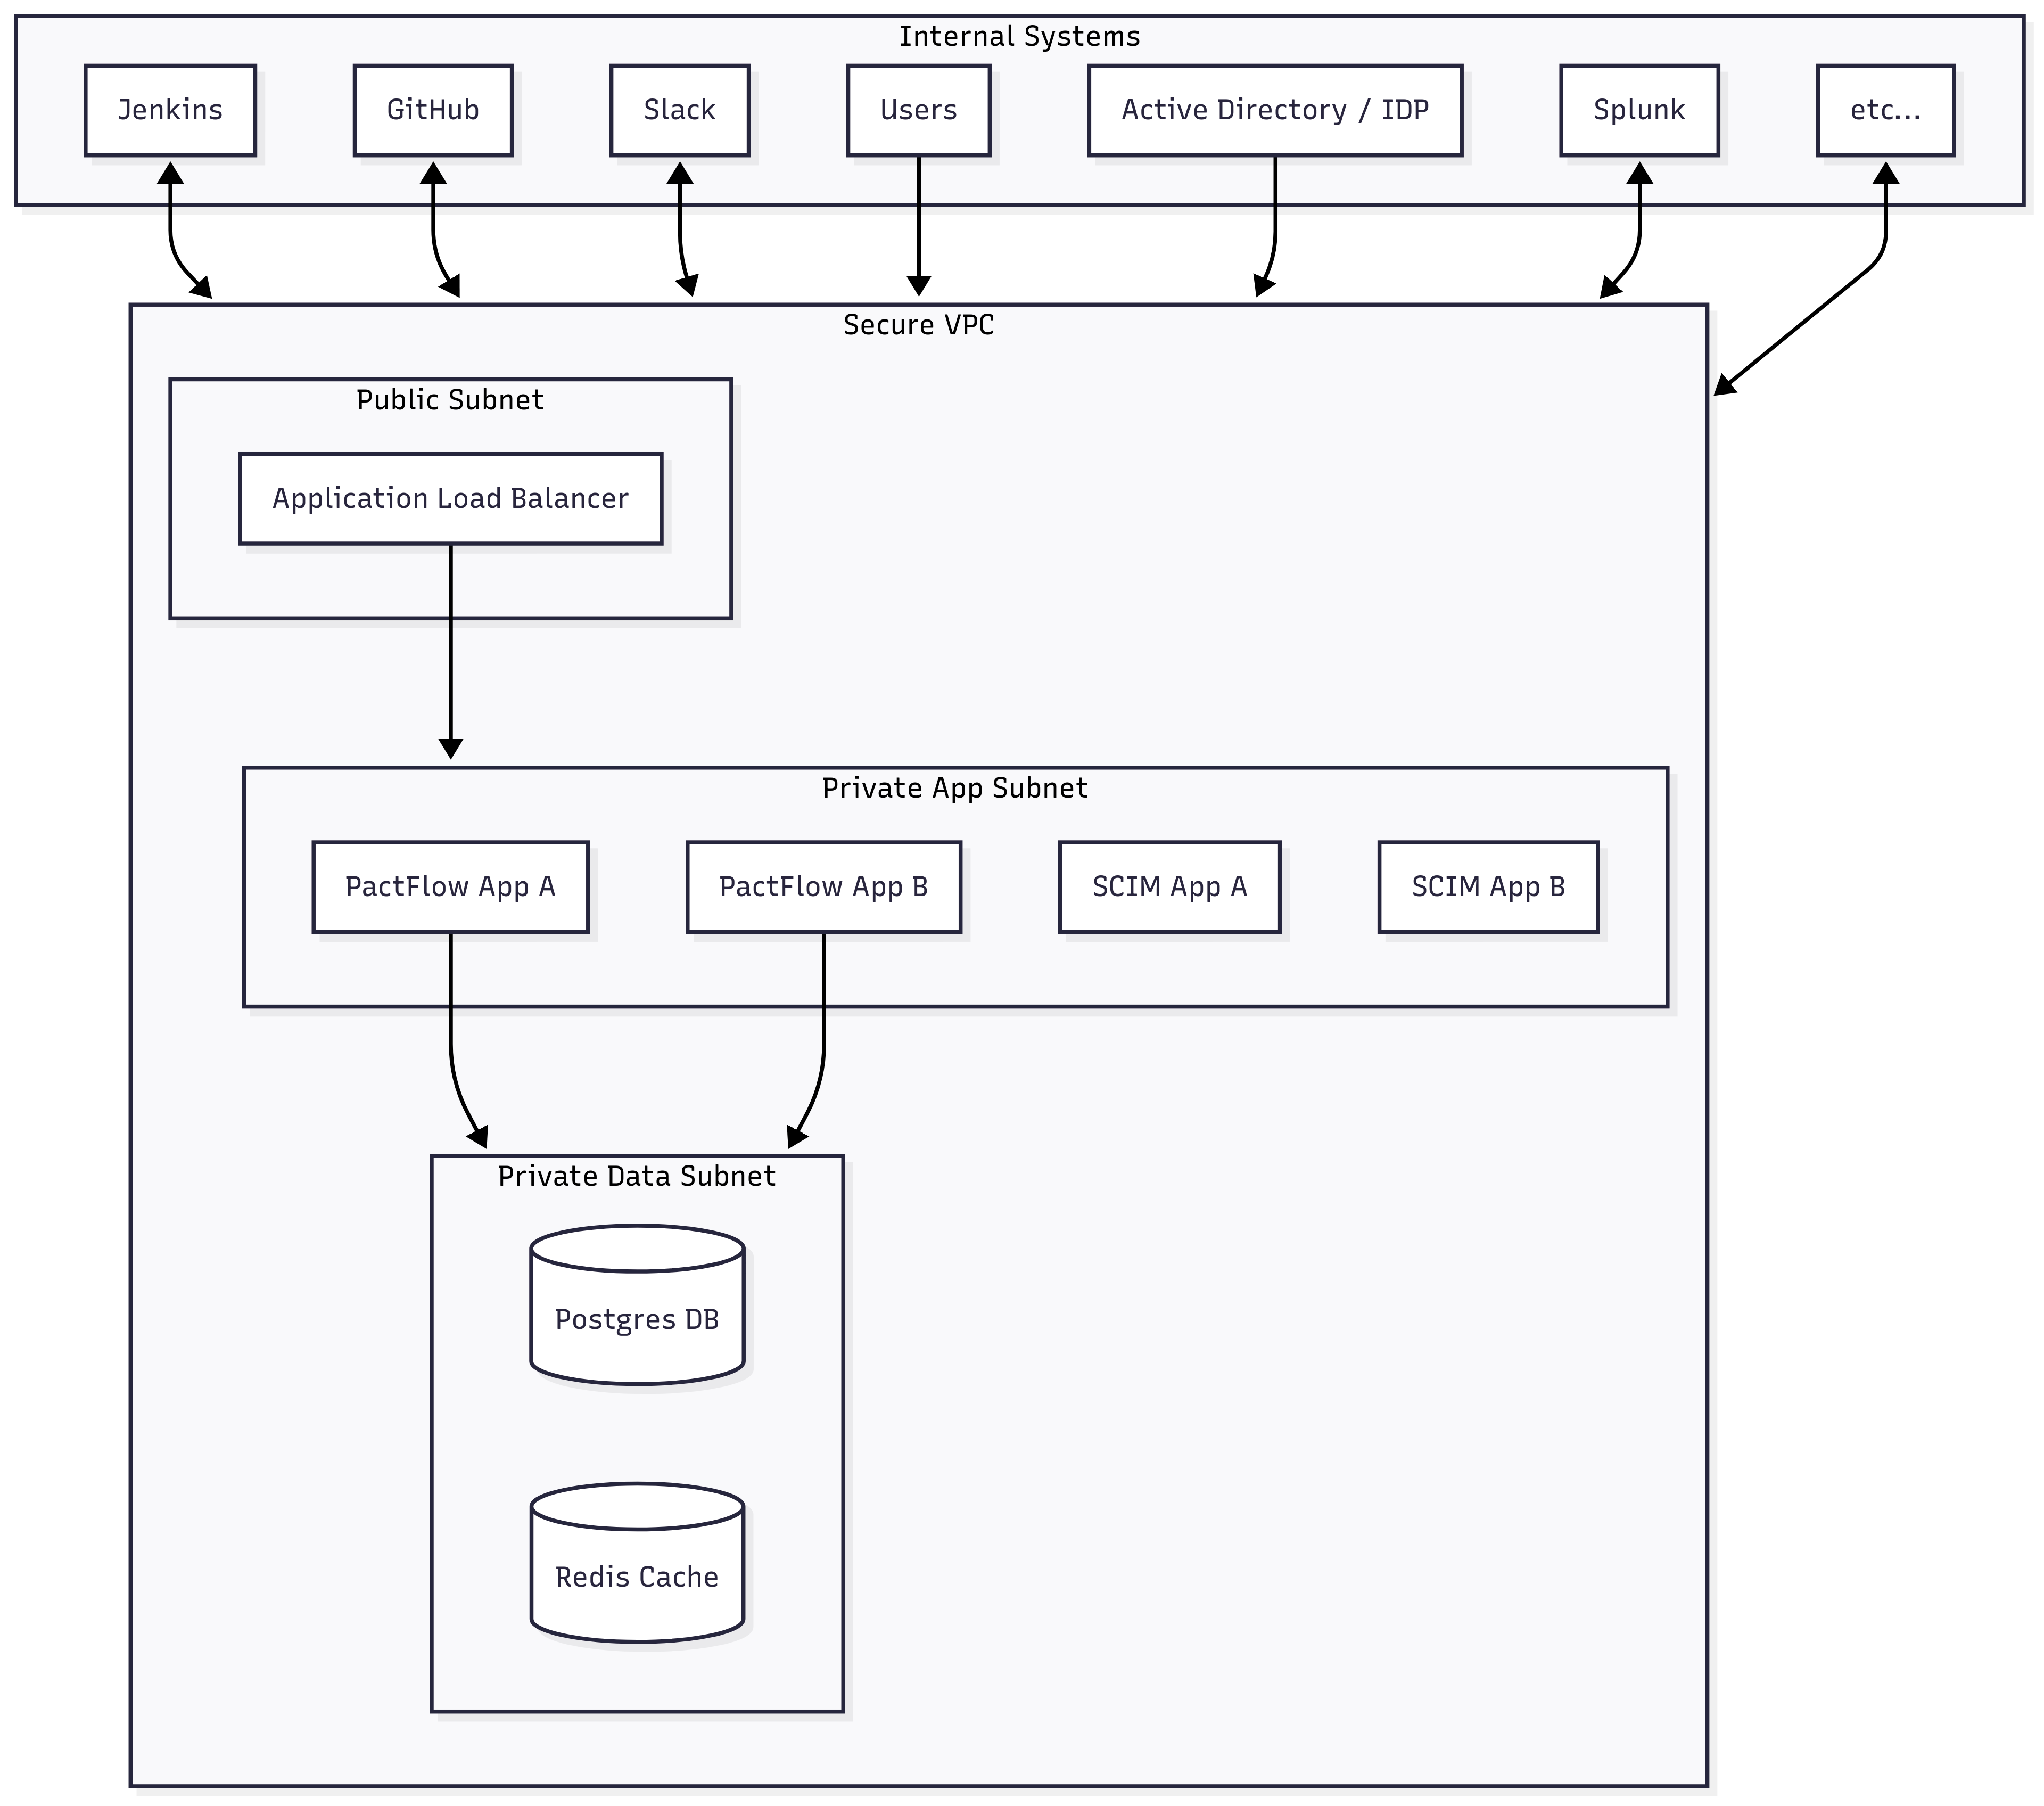 Internal Systems
Jenkins
GitHub
Slack
Users
Active Directory / IDP
Splunk
etc...
Secure VPC
Public Subnet
Application Load Balancer
Private App Subnet
PactFlow App A
PactFlow App B
SCIM App A
SCIM App B
Private Data Subnet
Postgres DB
Redis Cache